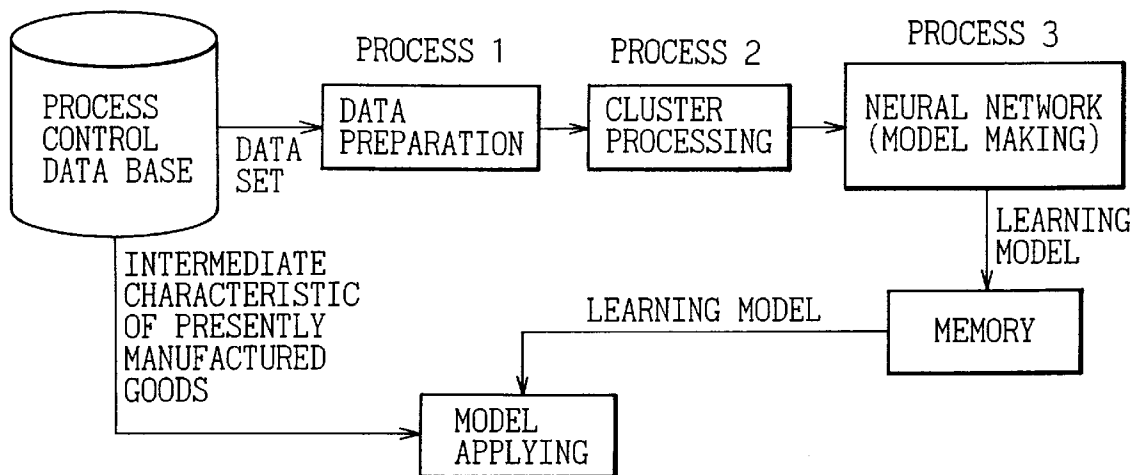 PROCESS 1
PROCESS 2
PROCESS 3
PROCESS
CONTROL
DATA BASE
DATA
SET
DATA
PREPARATION
CLUSTER
PROCESSING
NEURAL NETWORK
(MODEL MAKING)
LEARNING
MODEL
INTERMEDIATE
CHARACTERISTIC
OF PRESENTLY
MANUFACTURED
GOODS
LEARNING MODEL
MEMORY
MODEL
APPLYING